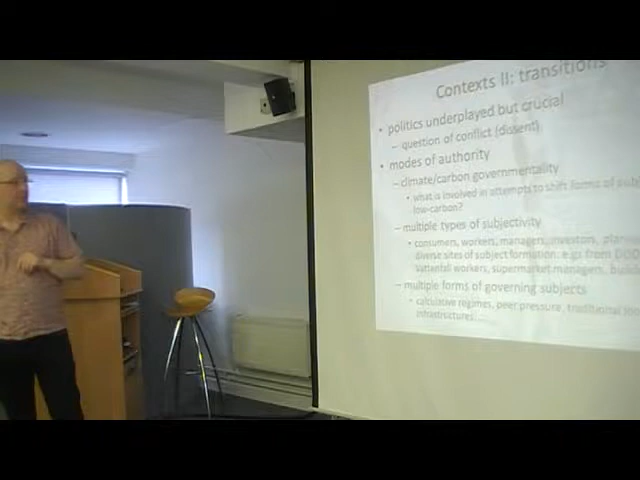 Contexts II: transitions
• politics underplayed but crucial
– question of conflict (dissent)
• modes of authority
– climate/carbon governmentality
• what is involved in attempts to shift forms of
low-carbon?
– multiple types of subjectivity
• consumers, workers, managers, investors,
diverse sites of subject formation. e.g. from
workers, supermarket managers,
– multiple forms of governing subjects
• calculative regimes, peer pressure, traditional
infrastructures